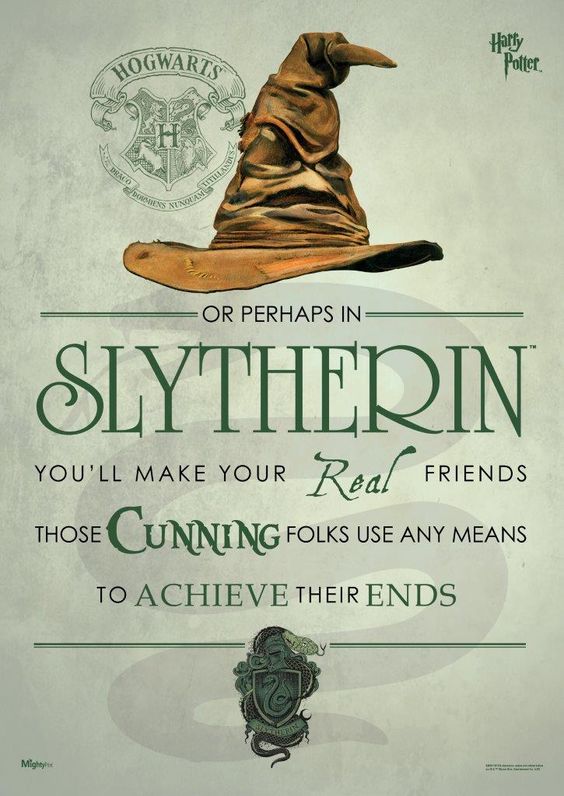 Harry
Potter
HOGWARTS
DRACO DORMIENS NUNQUAM TITILLANDUS
OR PERHAPS IN
SLYTHERIN™
YOU'LL MAKE YOUR Real FRIENDS
THOSE CUNNING FOLKS USE ANY MEANS
TO ACHIEVE THEIR ENDS
SLYTHERIN
MightyPrint